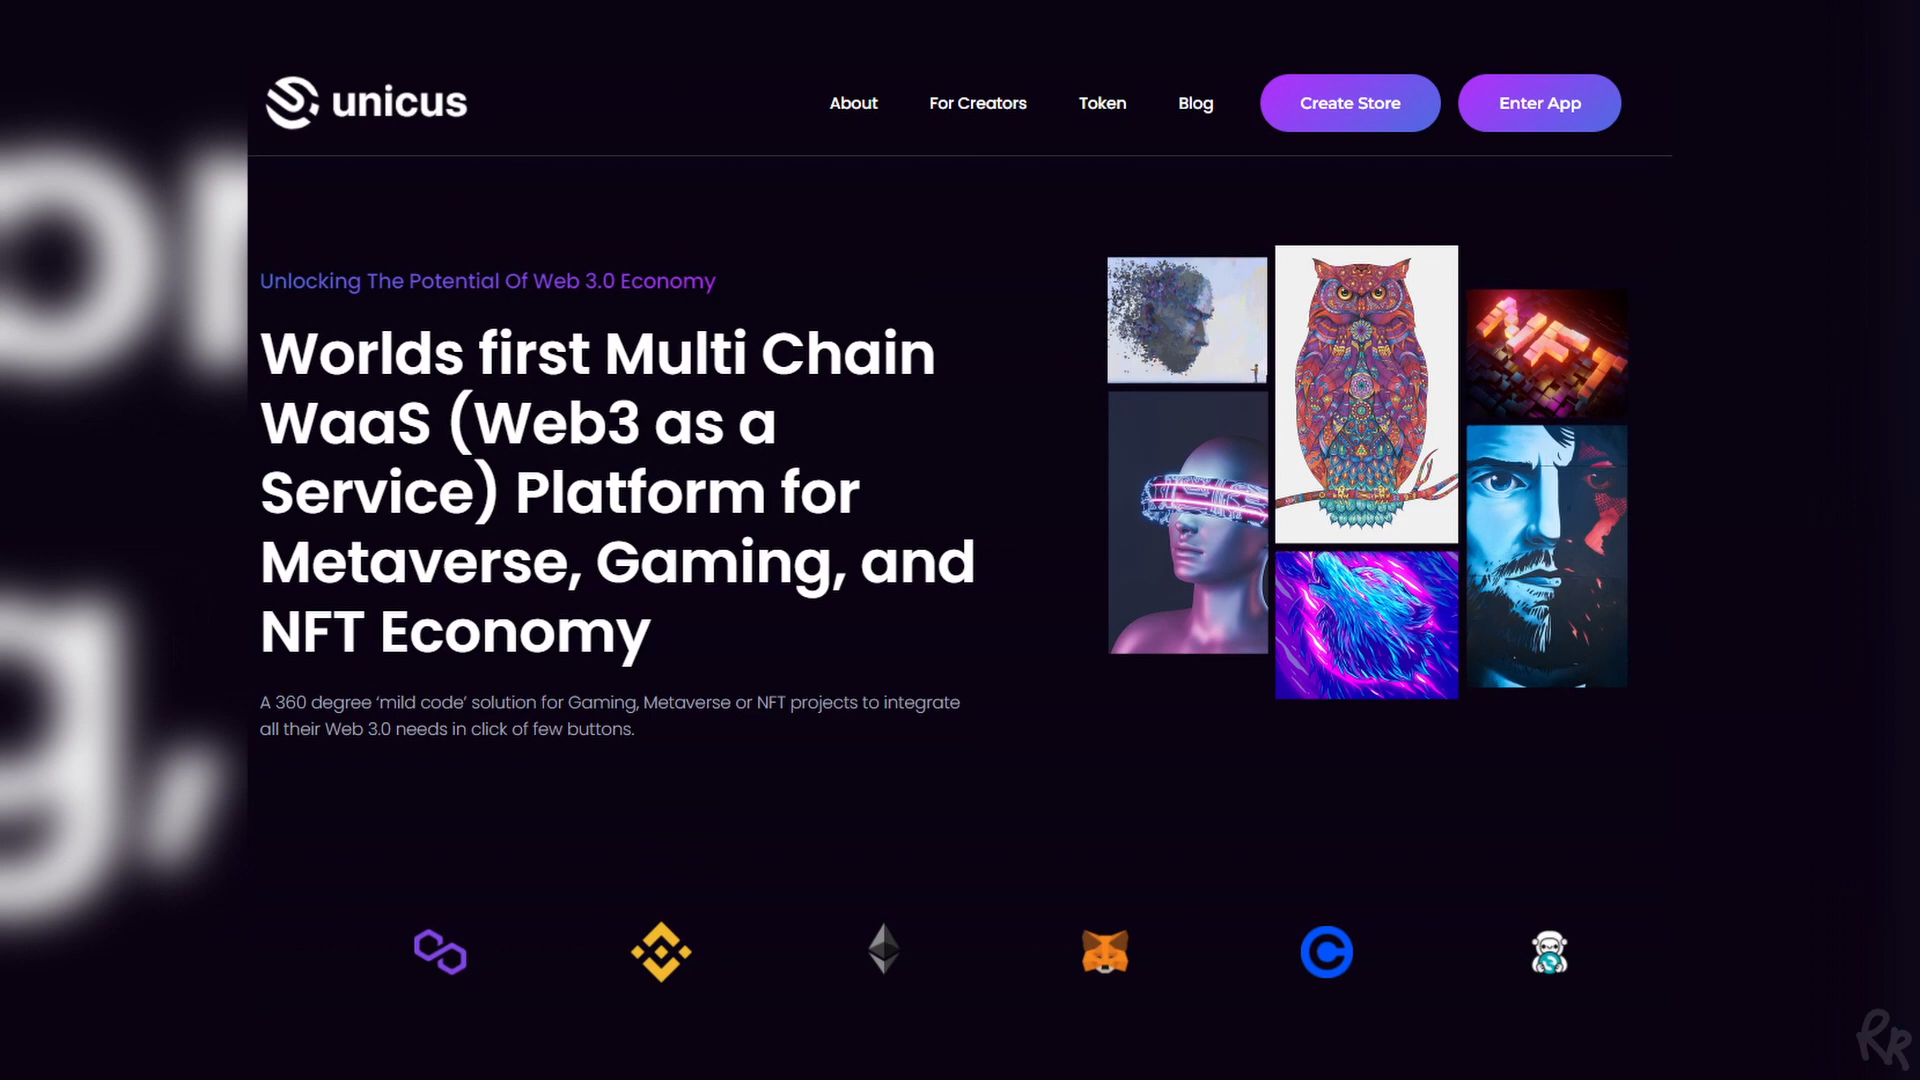 unicus
About
For Creators
Token
Blog
Create Store
Enter App
Unlocking The Potential Of Web 3.0 Economy
Worlds first Multi Chain
WaaS (Web3 as a
Service) Platform for
Metaverse, Gaming, and
NFT Economy
A 360 degree ‘mild code’ solution for Gaming, Metaverse or NFT projects to integrate
all their Web 3.0 needs in click of few buttons.
NFT
RR